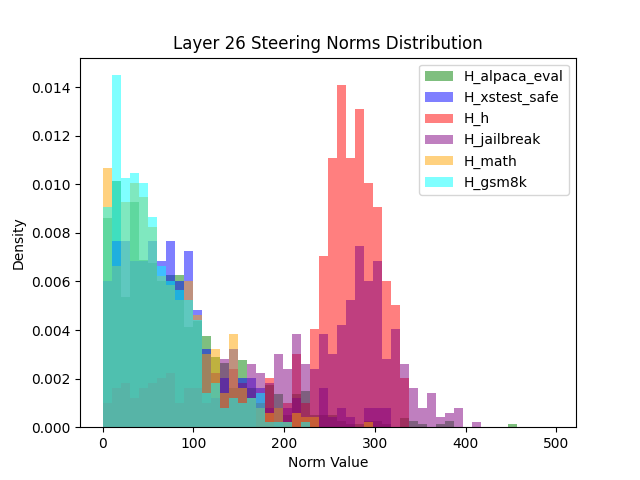 Layer 26 Steering Norms Distribution
H_alpaca_eval
H_xstest_safe
H_h
H_jailbreak
H_math
H_gsm8k
Density
0.014
0.012
0.010
0.008
0.006
0.004
0.002
0.000
0 100 200 300 400 500
Norm Value